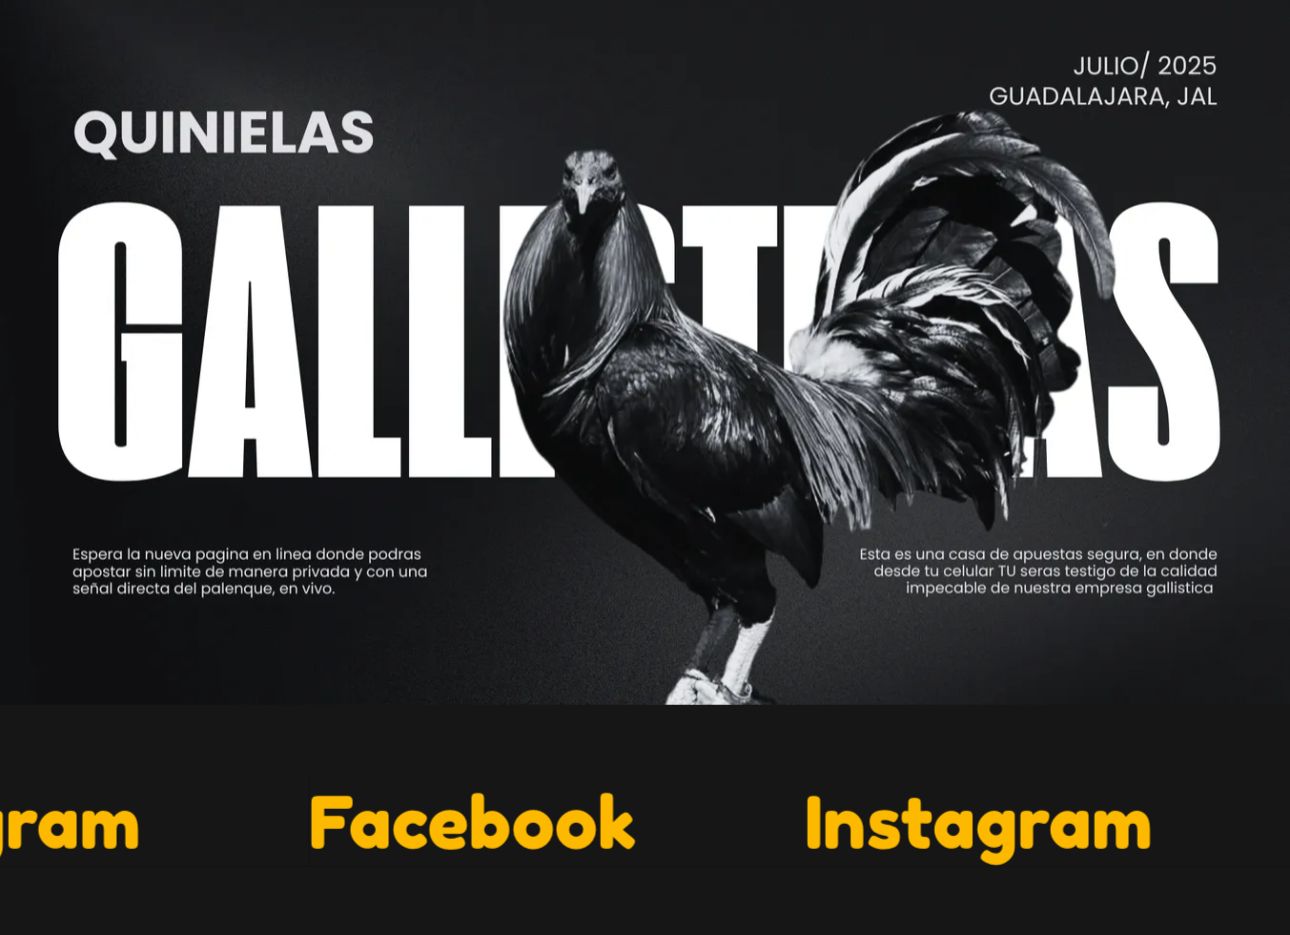 JULIO/ 2025
GUADALAJARA, JAL
QUINIELAS
GALLISTICAS
Espera la nueva pagina en linea donde podras
apostar sin limite de manera privada y con una
señal directa del palenque, en vivo.
Esta es una casa de apuestas segura, en donde
desde tu celular TU seras testigo de la calidad
impecable de nuestra empresa gallistica
gram Facebook Instagram